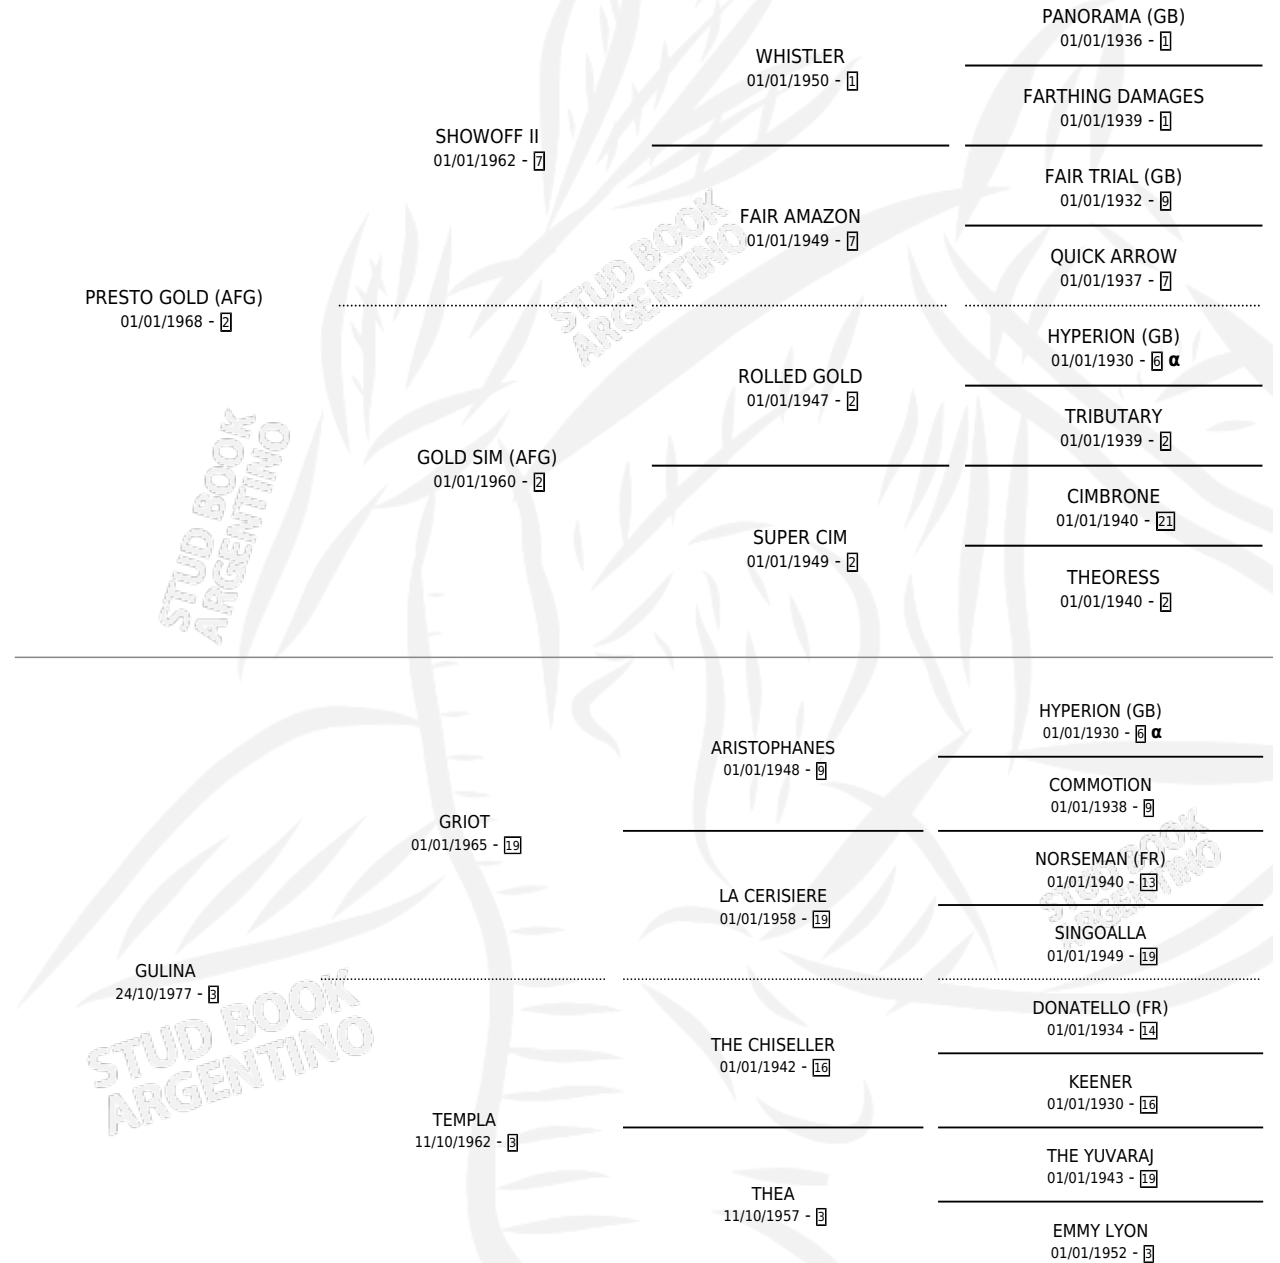 PANORAMA (GB)
01/01/1936 - 1
WHISTLER
01/01/1950 - 1
FARTHING DAMAGES
01/01/1939 - 1
SHOWOFF II
01/01/1962 - 7
FAIR TRIAL (GB)
01/01/1932 - 9
FAIR AMAZON
01/01/1949 - 7
QUICK ARROW
01/01/1937 - 7
PRESTO GOLD (AFG)
01/01/1968 - 2
HYPERION (GB)
01/01/1930 - 6 α
ROLLED GOLD
01/01/1947 - 2
TRIBUTARY
01/01/1939 - 2
GOLD SIM (AFG)
01/01/1960 - 2
CIMBRONE
01/01/1940 - 21
SUPER CIM
01/01/1949 - 2
THEORESS
01/01/1940 - 2
HYPERION (GB)
01/01/1930 - 6 α
ARISTOPHANES
01/01/1948 - 9
COMMOTION
01/01/1938 - 9
GRIOT
01/01/1965 - 19
NORSEMAN (FR)
01/01/1940 - 13
LA CERISIERE
01/01/1958 - 19
SINGOALLA
01/01/1949 - 19
GULINA
24/10/1977 - 3
DONATELLO (FR)
01/01/1934 - 14
THE CHISELLER
01/01/1942 - 16
KEENER
01/01/1930 - 16
TEMPLA
11/10/1962 - 3
THE YUVARAJ
01/01/1943 - 19
THEA
11/10/1957 - 3
EMMY LYON
01/01/1952 - 3
STUD BOOK
ARGENTINO
STUD BOOK
ARGENTINO
STUD BOOK
ARGENTINO
STUD BOOK
ARGENTINO